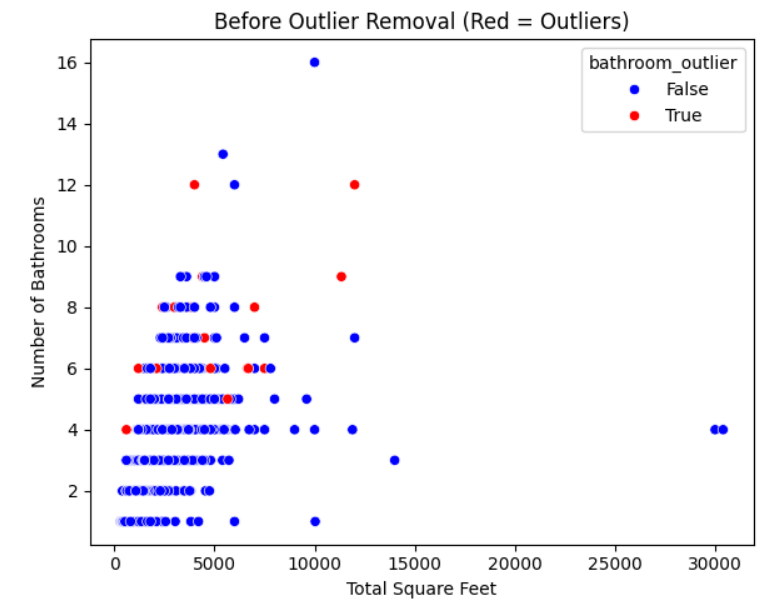 Before Outlier Removal (Red = Outliers)
bathroom_outlier
False
True
16
14
12
10
8
6
4
2
Number of Bathrooms
0 5000 10000 15000 20000 25000 30000
Total Square Feet